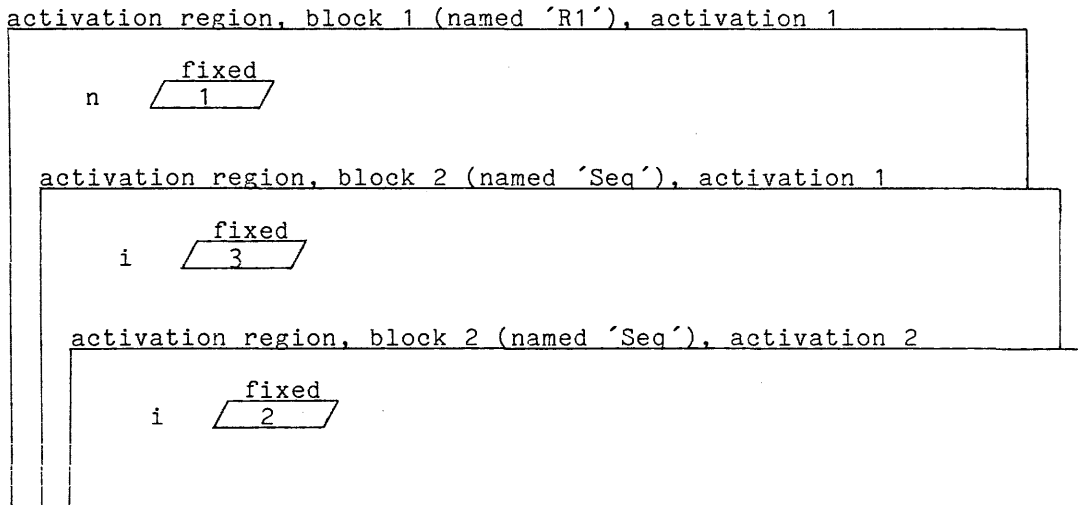 activation region, block 1 (named ´R1´), activation 1
fixed
n 1
activation region, block 2 (named ´Seq´), activation 1
fixed
i 3
activation region, block 2 (named ´Seq´), activation 2
fixed
i 2